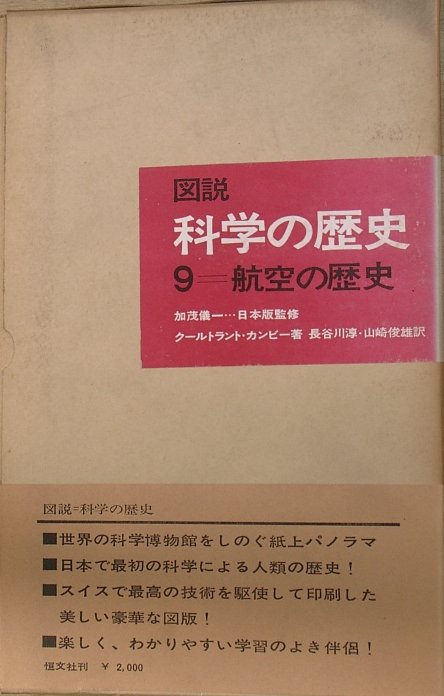 図説
科学の歴史
9=航空の歴史
加茂儀一…日本版監修
クールトラント・カンビー著 長谷川淳・山崎俊雄訳
図説=科学の歴史
■世界の科学博物館をしのぐ紙上パノラマ
■日本で最初の科学による人類の歴史!
■スイスで最高の技術を駆使して印刷した
美しい豪華な図版!
■楽しく、わかりやすい学習のよき伴侶!
恒文社刊 ¥2,000